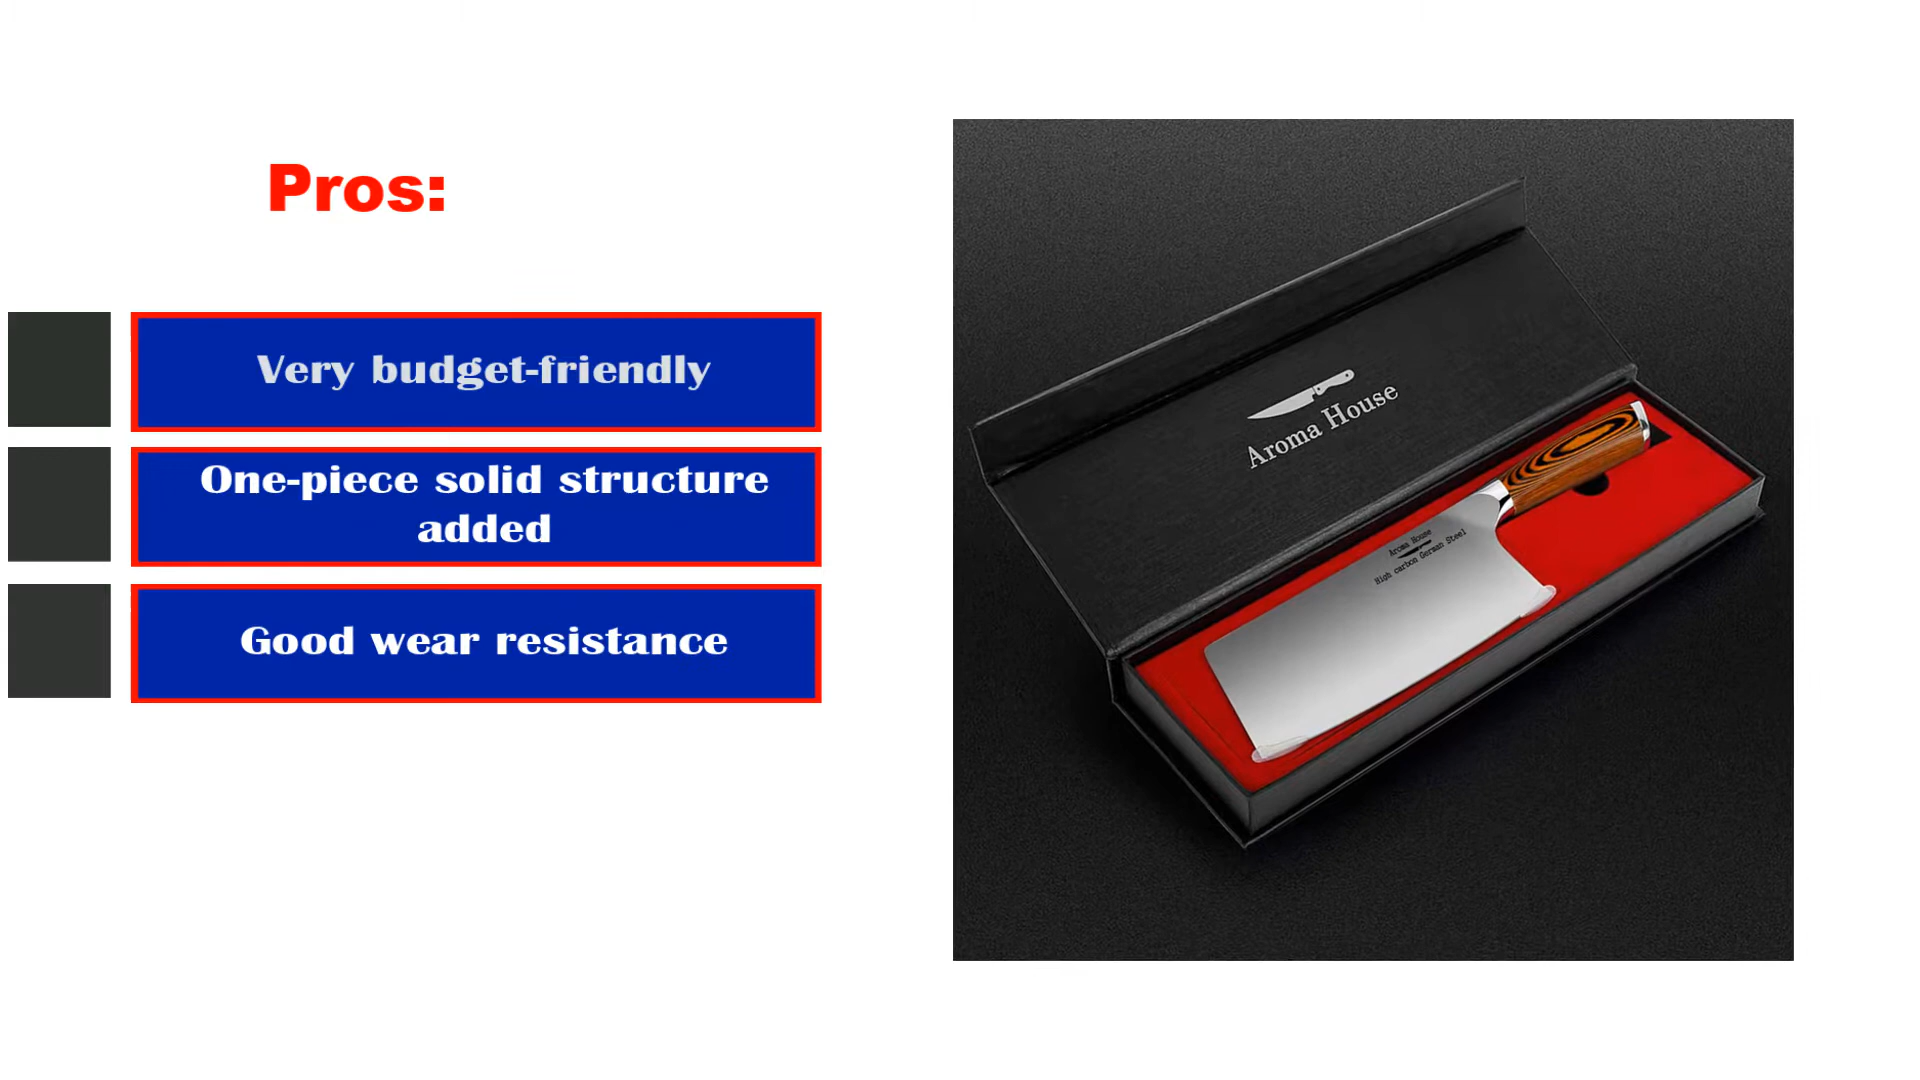 Pros:
Very budget-friendly
One-piece solid structure
added
Good wear resistance
Aroma House
Aroma House
High carbon German Steel